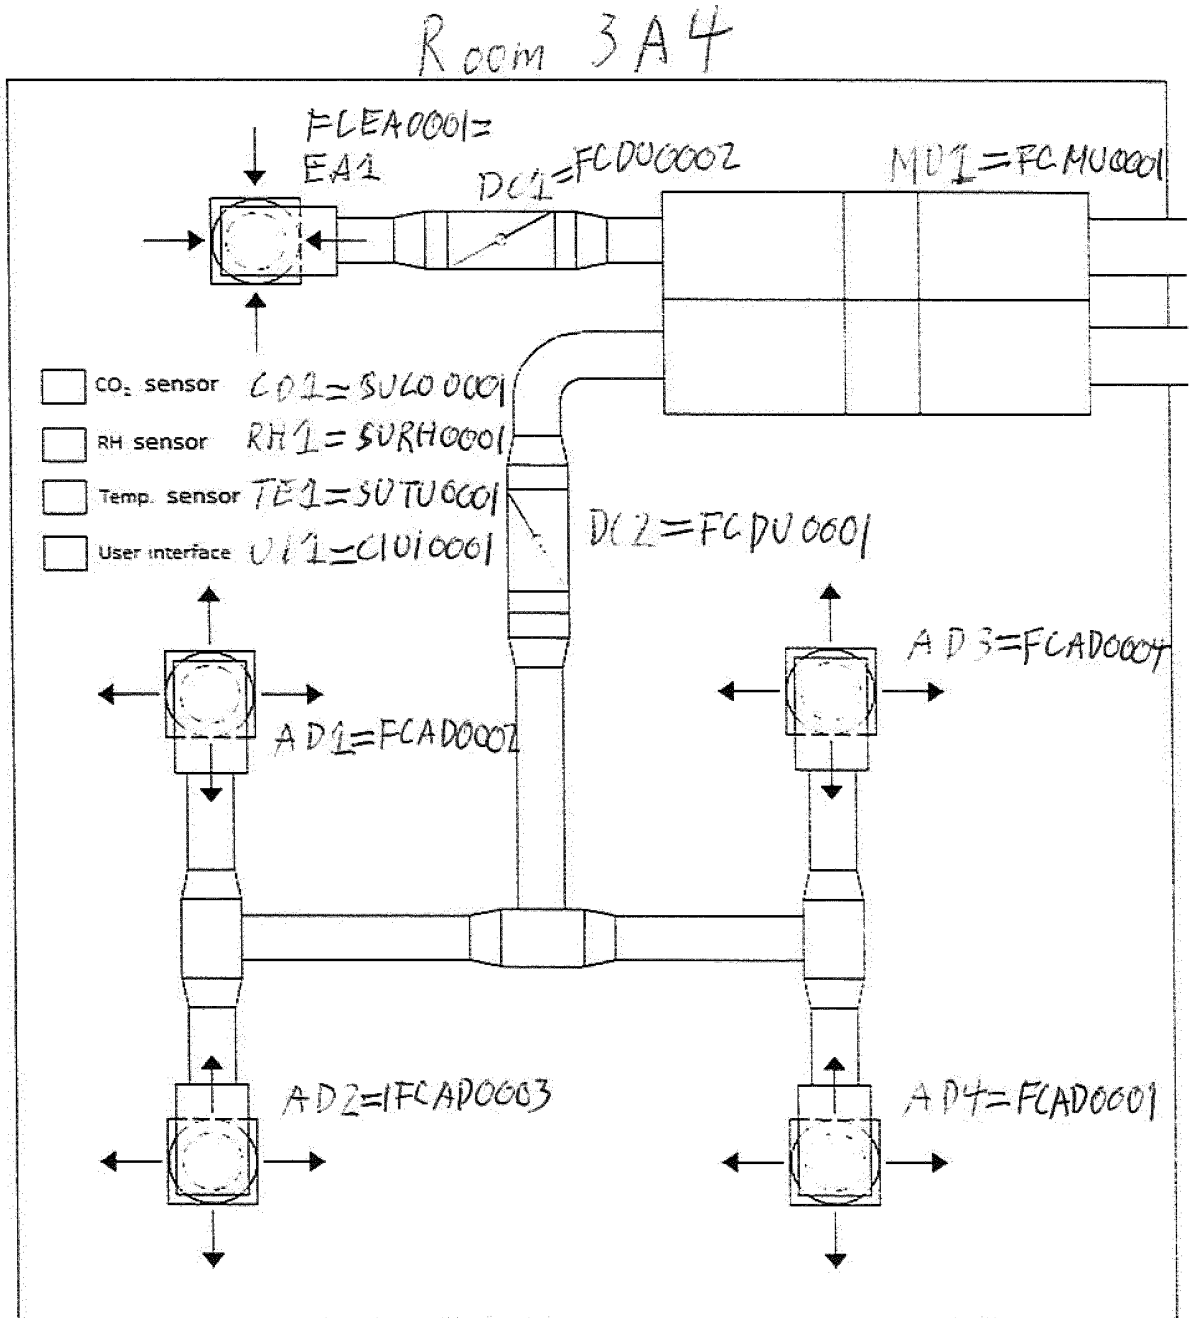 Room 3A4
FCEA0001=
EA1
DC1=FCDU0002
MU1=FCMU0001
CO₂ sensor CO1=SUCO0001
RH sensor RH1=SURH0001
Temp. sensor TE1=SUTU0001
User interface UI1=CIUI0001
DC2=FCDU0001
AD3=FCAD0004
AD1=FCAD0002
AD2=FCAD0003
AD4=FCAD0001